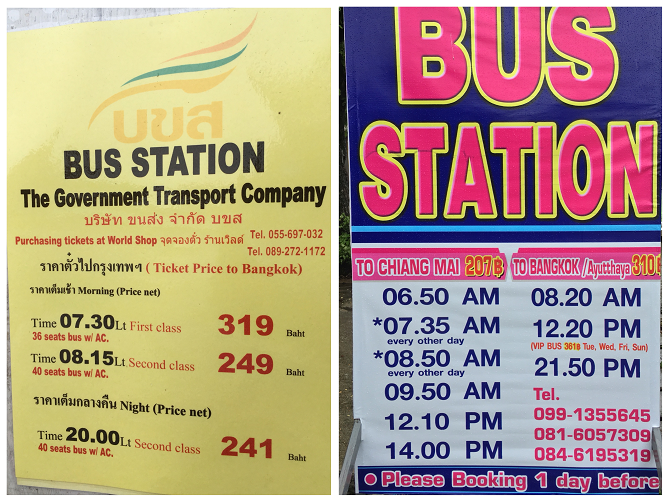 บขส
BUS STATION
The Government Transport Company
บริษัท ขนส่ง จำกัด บขส
Purchasing tickets at World Shop จุดจองตั๋ว ร้านเวิลด์ Tel. 055-697-032
Tel. 089-272-1172
ราคาตั๋วไปกรุงเทพฯ ( Ticket Price to Bangkok)
ราคาเต็มเช้า Morning (Price net)
Time 07.30Lt First class 319 Baht
36 seats bus w/ AC.
Time 08.15Lt Second class 249 Baht
40 seats bus w/ AC.
ราคาเต็มกลางคืน Night (Price net)
Time 20.00Lt Second class 241 Baht
40 seats bus w/ AC.
BUS
STATION
TO CHIANG MAI 207฿
06.50 AM
*07.35 AM
every other day
*08.50 AM
every other day
09.50 AM
12.10 PM
14.00 PM
TO BANGKOK /Ayutthaya 310
08.20 AM
12.20 PM
(VIP BUS 361฿ Tue, Wed, Fri, Sun)
21.50 PM
Tel.
099-1355645
081-6057309
084-6195319
Please Booking 1 day before